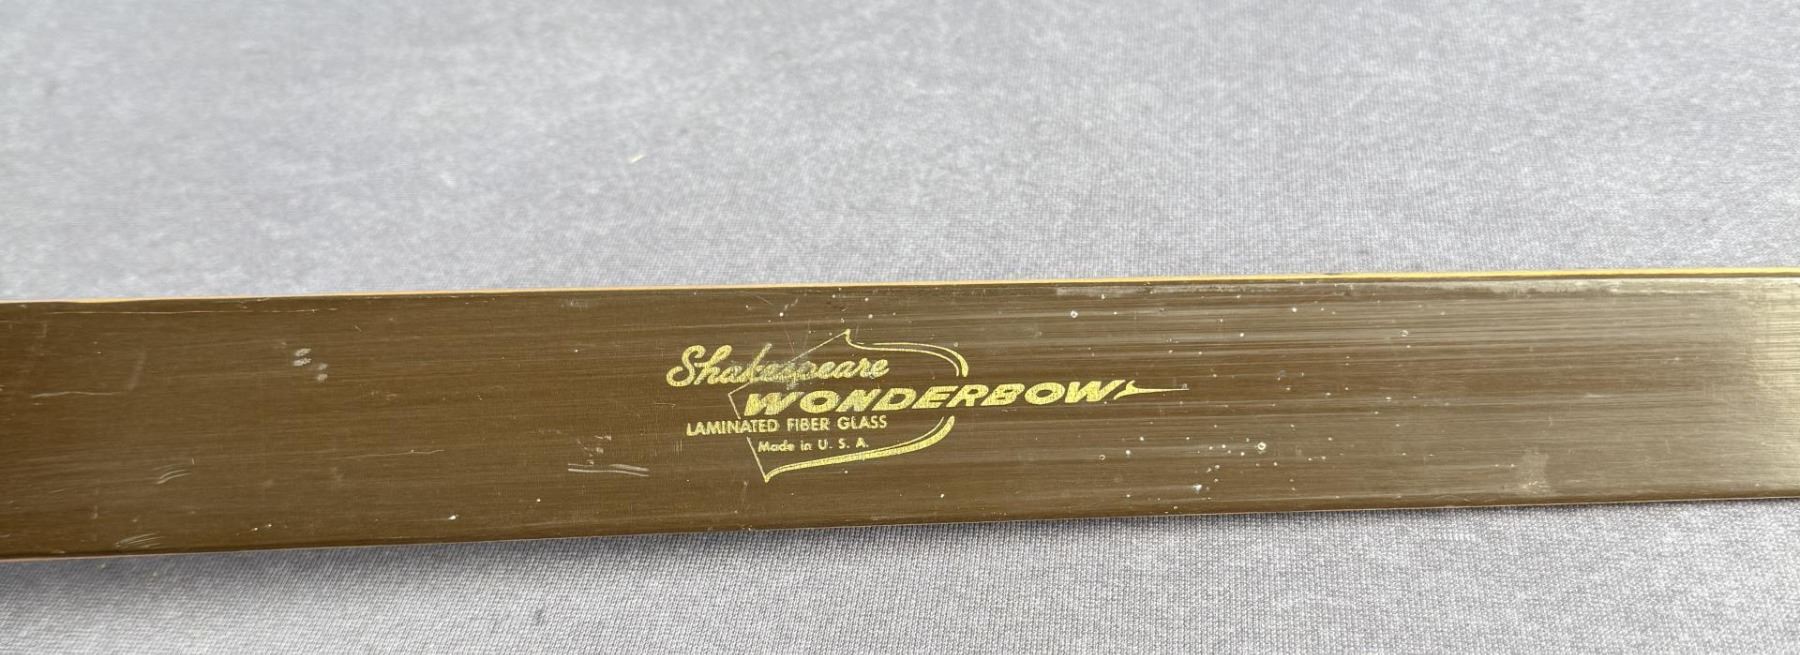 Shakespeare
WONDERBOW
LAMINATED FIBER GLASS
Made in U. S. A.